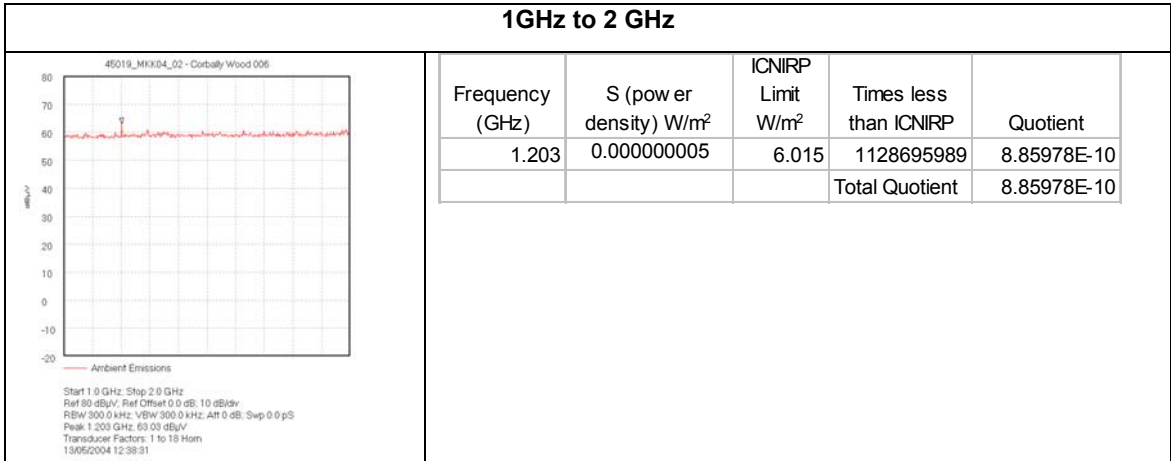 1GHz to 2 GHz
45019_MKK04_02 - Corbally Wood 006
80
70
60
50
40
30
20
10
0
-10
-20
dBµV
Ambient Emissions
Start 1.0 GHz; Stop 2.0 GHz
Ref 80 dBµV; Ref Offset 0.0 dB; 10 dB/div
RBW 300.0 kHz; VBW 300.0 kHz; Att 0 dB; Swp 0.0 pS
Peak 1.203 GHz, 63.03 dBµV
Transducer Factors: 1 to 18 Horn
13/05/2004 12:38:31
Frequency (GHz) S (pow er density) W/m² ICNIRP Limit W/m² Times less than ICNIRP Quotient
1.203 0.000000005 6.015 1128695989 8.85978E-10
Total Quotient 8.85978E-10